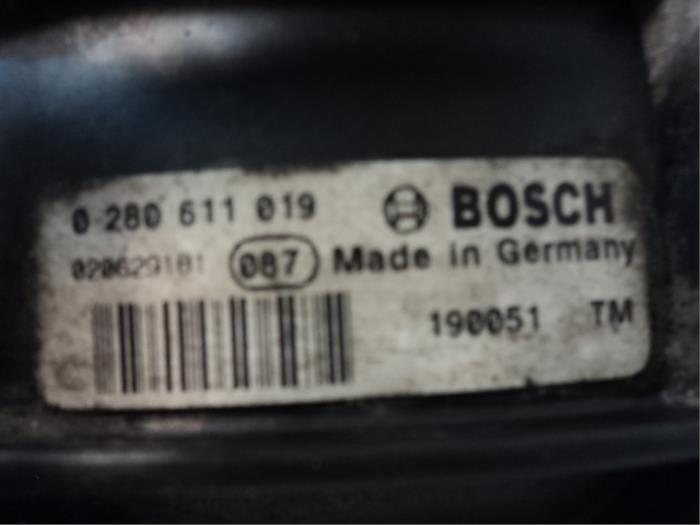 0 280 611 019 BOSCH
020629181 087 Made in Germany
190051 TM